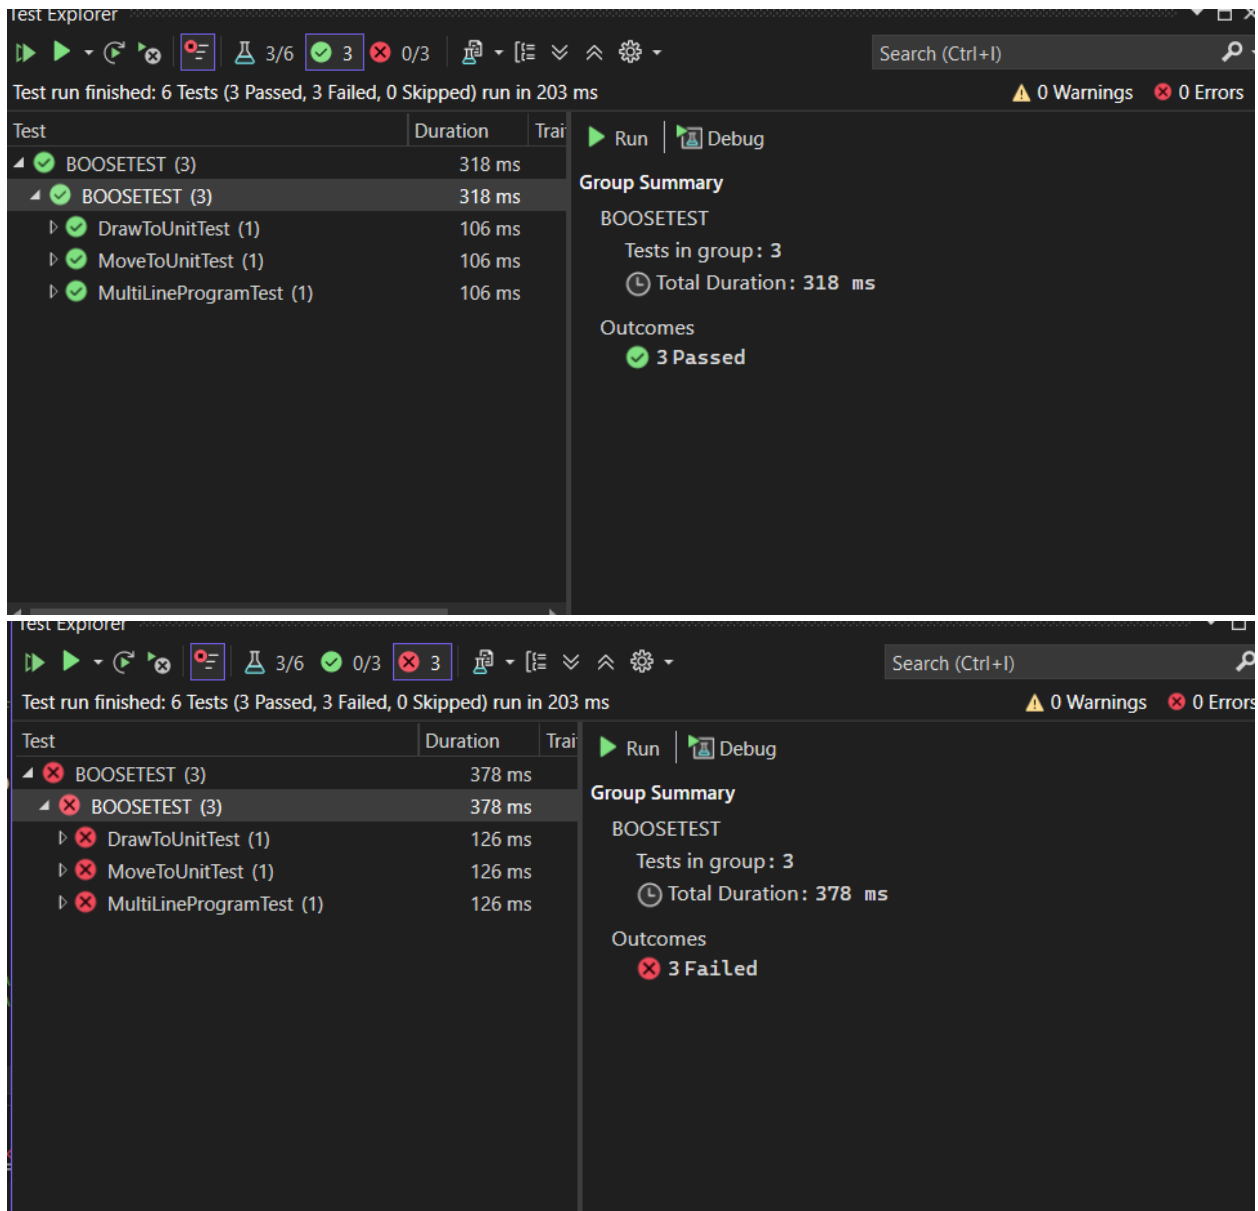 Test Explorer
3/6 3 0/3 Search (Ctrl+I)
Test run finished: 6 Tests (3 Passed, 3 Failed, 0 Skipped) run in 203 ms 0 Warnings 0 Errors
Test Duration Trai Run Debug
BOOSETEST (3) 318 ms
Group Summary
BOOSETEST (3) 318 ms
BOOSETEST
DrawToUnitTest (1) 106 ms
Tests in group: 3
MoveToUnitTest (1) 106 ms
Total Duration: 318 ms
MultiLineProgramTest (1) 106 ms
Outcomes
3 Passed
Test Explorer
3/6 0/3 3 Search (Ctrl+I)
Test run finished: 6 Tests (3 Passed, 3 Failed, 0 Skipped) run in 203 ms 0 Warnings 0 Errors
Test Duration Trai Run Debug
BOOSETEST (3) 378 ms
Group Summary
BOOSETEST (3) 378 ms
BOOSETEST
DrawToUnitTest (1) 126 ms
Tests in group: 3
MoveToUnitTest (1) 126 ms
Total Duration: 378 ms
MultiLineProgramTest (1) 126 ms
Outcomes
3 Failed